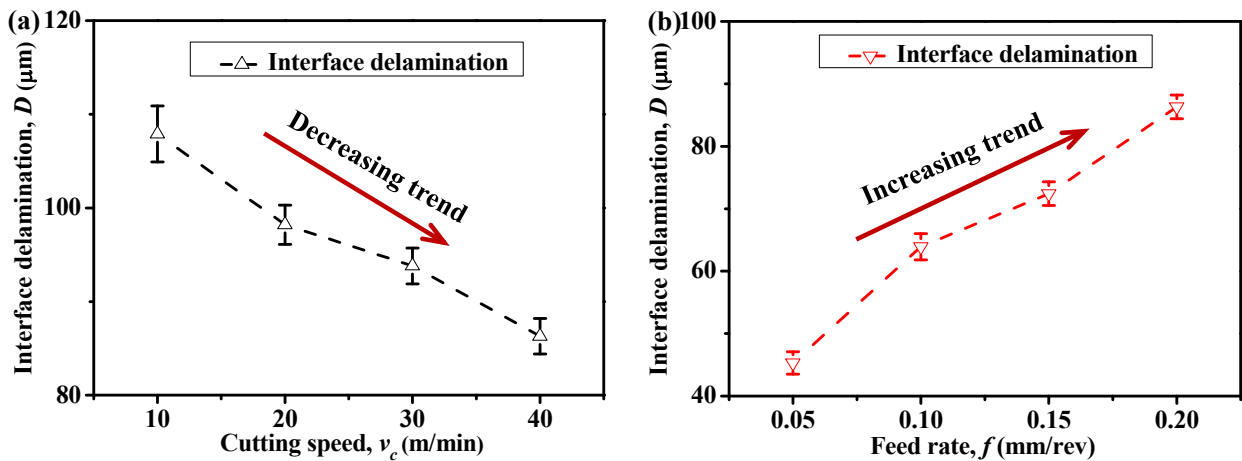 (a)
120
100
80
Interface delamination, D (μm)
Interface delamination
Decreasing trend
10 20 30 40
Cutting speed, vc (m/min)
(b)
100
80
60
40
Interface delamination, D (μm)
Interface delamination
Increasing trend
0.05 0.10 0.15 0.20
Feed rate, f (mm/rev)